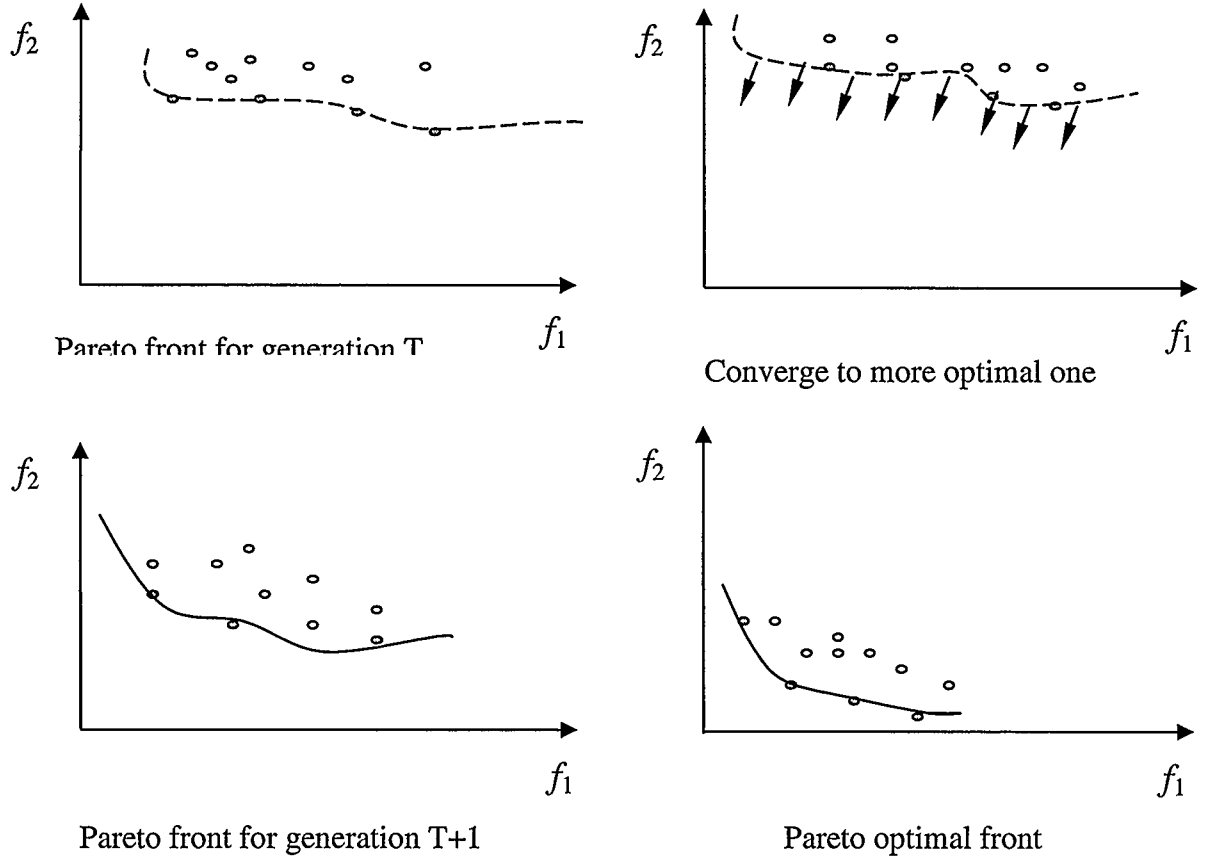 f2
f1
Pareto front for generation T
f2
f1
Converge to more optimal one
f2
f1
Pareto front for generation T+1
f2
f1
Pareto optimal front